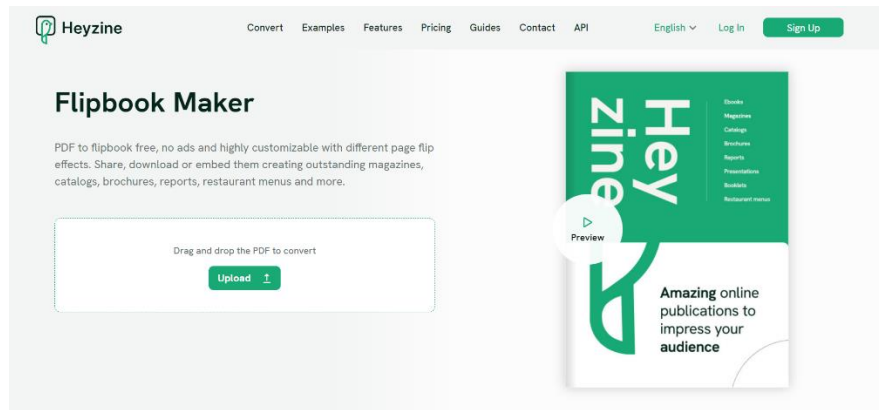 Heyzine
Convert Examples Features Pricing Guides Contact API English Log In Sign Up
Flipbook Maker
PDF to flipbook free, no ads and highly customizable with different page flip
effects. Share, download or embed them creating outstanding magazines,
catalogs, brochures, reports, restaurant menus and more.
Drag and drop the PDF to convert
Upload
Hey
zine
Ebooks
Magazines
Catalogs
Brochures
Reports
Presentations
Booklets
Restaurant menus
Preview
Amazing online
publications to
impress your
audience